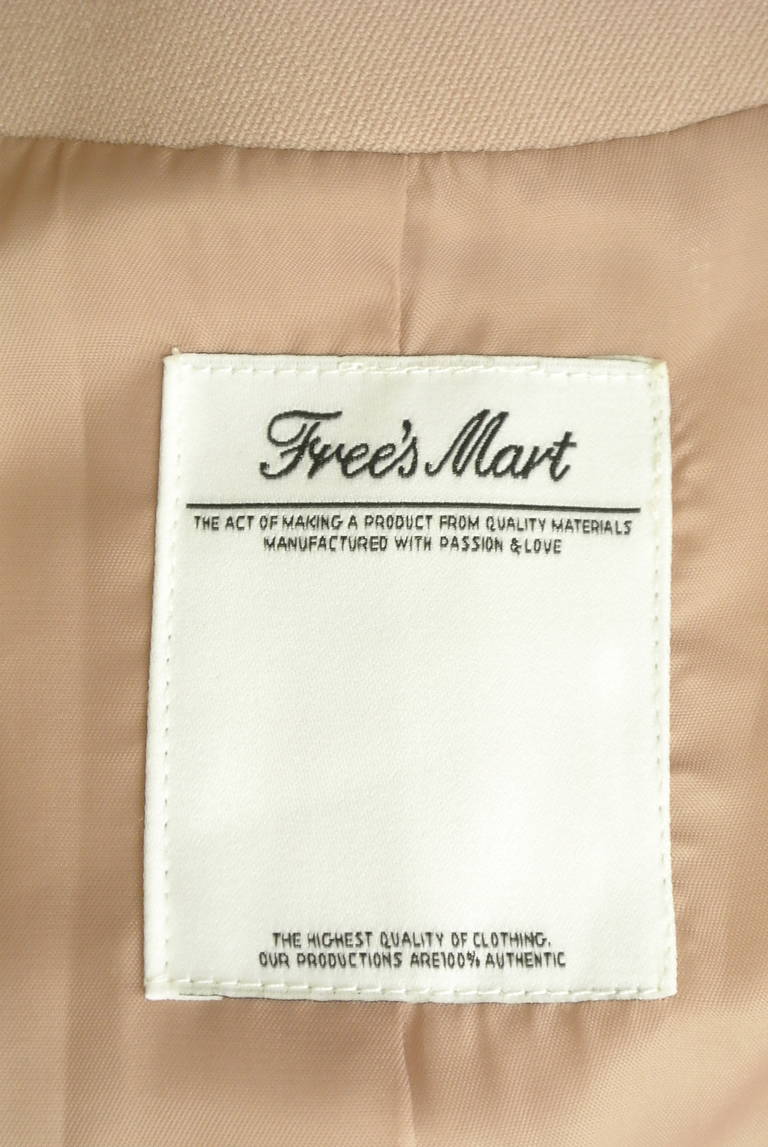 Free's Mart
THE ACT OF MAKING A PRODUCT FROM QUALITY MATERIALS
MANUFACTURED WITH PASSION & LOVE
THE HIGHEST QUALITY OF CLOTHING.
OUR PRODUCTIONS ARE100% AUTHENTIC